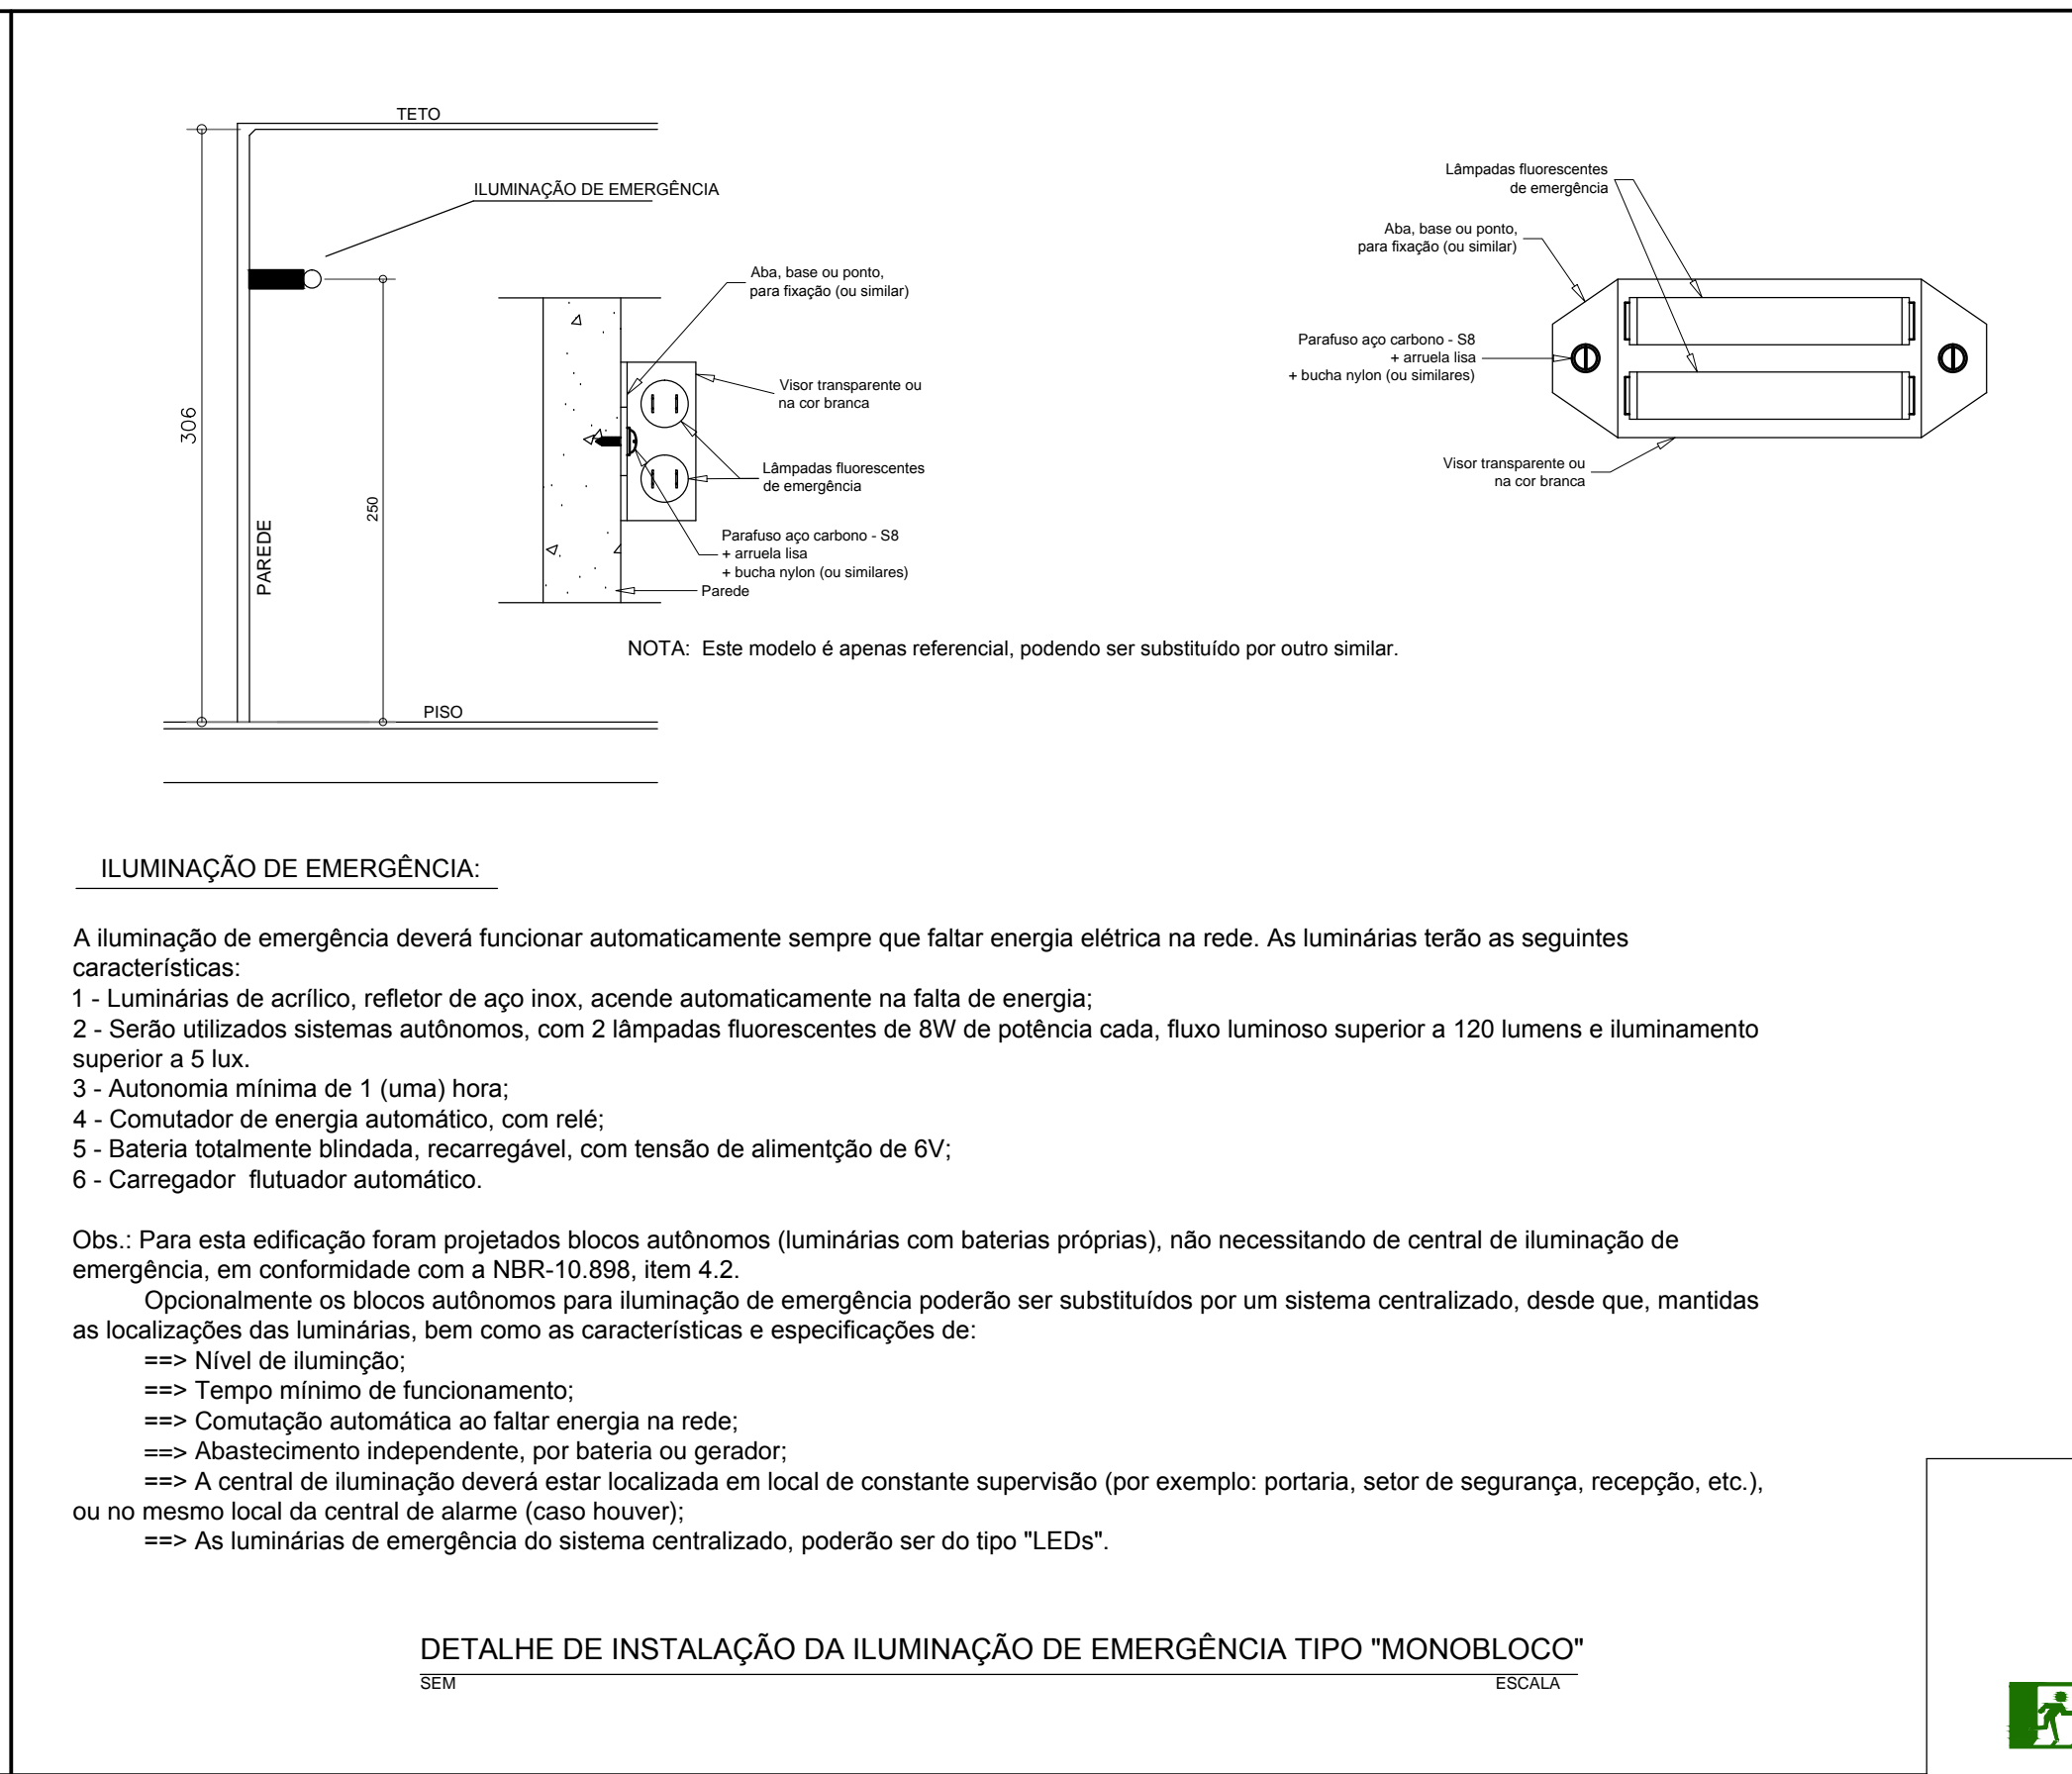 TETO
ILUMINAÇÃO DE EMERGÊNCIA
306
PAREDE
250
PISO
Aba, base ou ponto,
para fixação (ou similar)
Visor transparente ou
na cor branca
Lâmpadas fluorescentes
de emergência
Parafuso aço carbono - S8
+ arruela lisa
+ bucha nylon (ou similares)
Parede
Lâmpadas fluorescentes
de emergência
Aba, base ou ponto,
para fixação (ou similar)
Parafuso aço carbono - S8
+ arruela lisa
+ bucha nylon (ou similares)
Visor transparente ou
na cor branca
NOTA: Este modelo é apenas referencial, podendo ser substituído por outro similar.
ILUMINAÇÃO DE EMERGÊNCIA:
A iluminação de emergência deverá funcionar automaticamente sempre que faltar energia elétrica na rede. As luminárias terão as seguintes
características:
1 - Luminárias de acrílico, refletor de aço inox, acende automaticamente na falta de energia;
2 - Serão utilizados sistemas autônomos, com 2 lâmpadas fluorescentes de 8W de potência cada, fluxo luminoso superior a 120 lumens e iluminamento
superior a 5 lux.
3 - Autonomia mínima de 1 (uma) hora;
4 - Comutador de energia automático, com relé;
5 - Bateria totalmente blindada, recarregável, com tensão de alimentção de 6V;
6 - Carregador flutuador automático.
Obs.: Para esta edificação foram projetados blocos autônomos (luminárias com baterias próprias), não necessitando de central de iluminação de
emergência, em conformidade com a NBR-10.898, item 4.2.
Opcionalmente os blocos autônomos para iluminação de emergência poderão ser substituídos por um sistema centralizado, desde que, mantidas
as localizações das luminárias, bem como as características e especificações de:
==> Nível de iluminção;
==> Tempo mínimo de funcionamento;
==> Comutação automática ao faltar energia na rede;
==> Abastecimento independente, por bateria ou gerador;
==> A central de iluminação deverá estar localizada em local de constante supervisão (por exemplo: portaria, setor de segurança, recepção, etc.),
ou no mesmo local da central de alarme (caso houver);
==> As luminárias de emergência do sistema centralizado, poderão ser do tipo "LEDs".
DETALHE DE INSTALAÇÃO DA ILUMINAÇÃO DE EMERGÊNCIA TIPO "MONOBLOCO"
SEM ESCALA